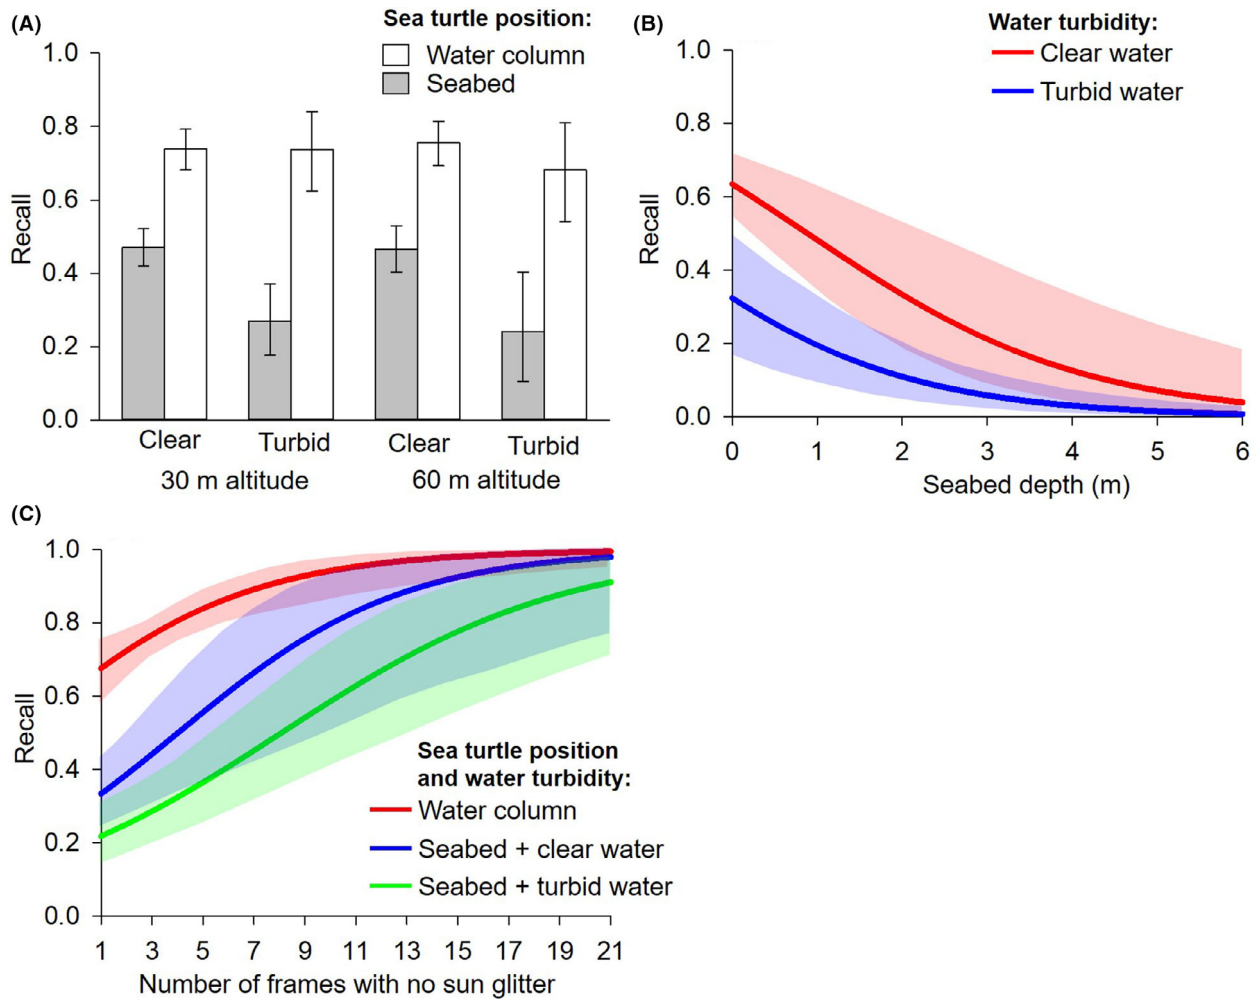 (A)
Sea turtle position:
Water column
Seabed
1.0
0.8
0.6
0.4
0.2
0.0
Recall
Clear Turbid Clear Turbid
30 m altitude 60 m altitude
(B)
Water turbidity:
Clear water
Turbid water
1.0
0.8
0.6
0.4
0.2
0.0
Recall
0 1 2 3 4 5 6
Seabed depth (m)
(C)
1.0
0.8
0.6
0.4
0.2
0.0
Recall
Sea turtle position
and water turbidity:
Water column
Seabed + clear water
Seabed + turbid water
1 3 5 7 9 11 13 15 17 19 21
Number of frames with no sun glitter